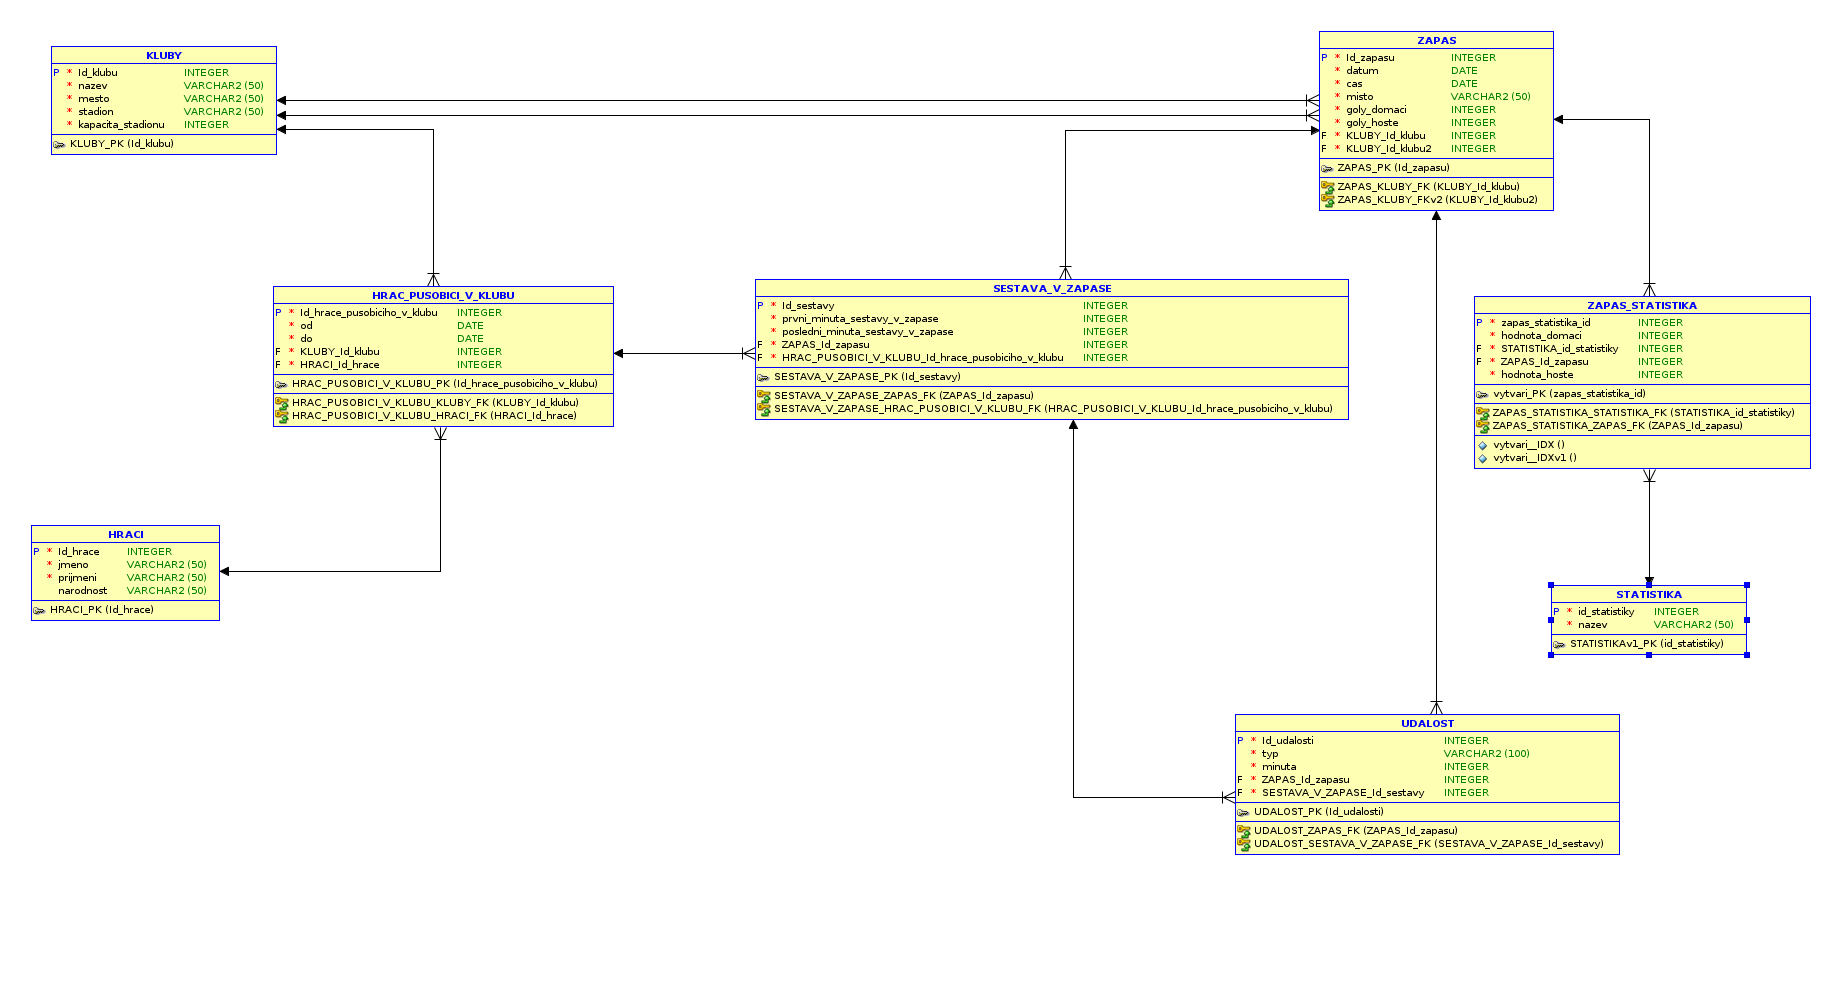 KLUBY
P * Id_klubu INTEGER
* nazev VARCHAR2 (50)
* mesto VARCHAR2 (50)
* stadion VARCHAR2 (50)
* kapacita_stadionu INTEGER
KLUBY_PK (Id_klubu)
ZAPAS
P * Id_zapasu INTEGER
* datum DATE
* cas DATE
* misto VARCHAR2 (50)
* goly_domaci INTEGER
* goly_hoste INTEGER
F * KLUBY_Id_klubu INTEGER
F * KLUBY_Id_klubu2 INTEGER
ZAPAS_PK (Id_zapasu)
ZAPAS_KLUBY_FK (KLUBY_Id_klubu)
ZAPAS_KLUBY_FKv2 (KLUBY_Id_klubu2)
HRAC_PUSOBICI_V_KLUBU
P * Id_hrace_pusobiciho_v_klubu INTEGER
* od DATE
* do DATE
F * KLUBY_Id_klubu INTEGER
F * HRACI_Id_hrace INTEGER
HRAC_PUSOBICI_V_KLUBU_PK (Id_hrace_pusobiciho_v_klubu)
HRAC_PUSOBICI_V_KLUBU_KLUBY_FK (KLUBY_Id_klubu)
HRAC_PUSOBICI_V_KLUBU_HRACI_FK (HRACI_Id_hrace)
SESTAVA_V_ZAPASE
P * Id_sestavy INTEGER
* prvni_minuta_sestavy_v_zapase INTEGER
* posledni_minuta_sestavy_v_zapase INTEGER
F * ZAPAS_Id_zapasu INTEGER
F * HRAC_PUSOBICI_V_KLUBU_Id_hrace_pusobiciho_v_klubu INTEGER
SESTAVA_V_ZAPASE_PK (Id_sestavy)
SESTAVA_V_ZAPASE_ZAPAS_FK (ZAPAS_Id_zapasu)
SESTAVA_V_ZAPASE_HRAC_PUSOBICI_V_KLUBU_FK (HRAC_PUSOBICI_V_KLUBU_Id_hrace_pusobiciho_v_klubu)
ZAPAS_STATISTIKA
P * zapas_statistika_id INTEGER
* hodnota_domaci INTEGER
F * STATISTIKA_id_statistiky INTEGER
F * ZAPAS_Id_zapasu INTEGER
* hodnota_hoste INTEGER
vytvari_PK (zapas_statistika_id)
ZAPAS_STATISTIKA_STATISTIKA_FK (STATISTIKA_id_statistiky)
ZAPAS_STATISTIKA_ZAPAS_FK (ZAPAS_Id_zapasu)
vytvari__IDX ()
vytvari__IDXv1 ()
HRACI
P * Id_hrace INTEGER
* jmeno VARCHAR2 (50)
* prijmeni VARCHAR2 (50)
narodnost VARCHAR2 (50)
HRACI_PK (Id_hrace)
STATISTIKA
P * id_statistiky INTEGER
* nazev VARCHAR2 (50)
STATISTIKAv1_PK (id_statistiky)
UDALOST
P * Id_udalosti INTEGER
* typ VARCHAR2 (100)
* minuta INTEGER
F * ZAPAS_Id_zapasu INTEGER
F * SESTAVA_V_ZAPASE_Id_sestavy INTEGER
UDALOST_PK (Id_udalosti)
UDALOST_ZAPAS_FK (ZAPAS_Id_zapasu)
UDALOST_SESTAVA_V_ZAPASE_FK (SESTAVA_V_ZAPASE_Id_sestavy)